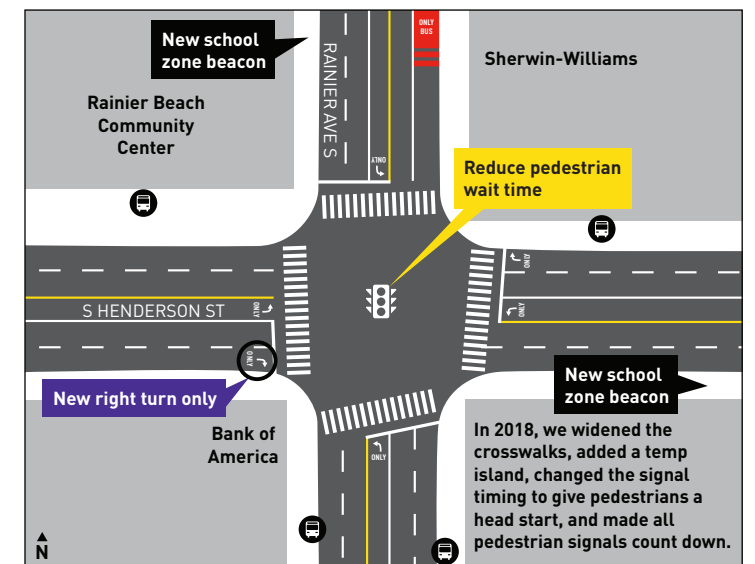 New school
zone beacon
RAINIER AVE S
ONLY
BUS
Sherwin-Williams
Rainier Beach
Community
Center
ONLY
Reduce pedestrian
wait time
ONLY
S HENDERSON ST
ONLY
ONLY
ONLY
New right turn only
New school
zone beacon
Bank of
America
ONLY
In 2018, we widened the
crosswalks, added a temp
island, changed the signal
timing to give pedestrians a
head start, and made all
pedestrian signals count down.
N